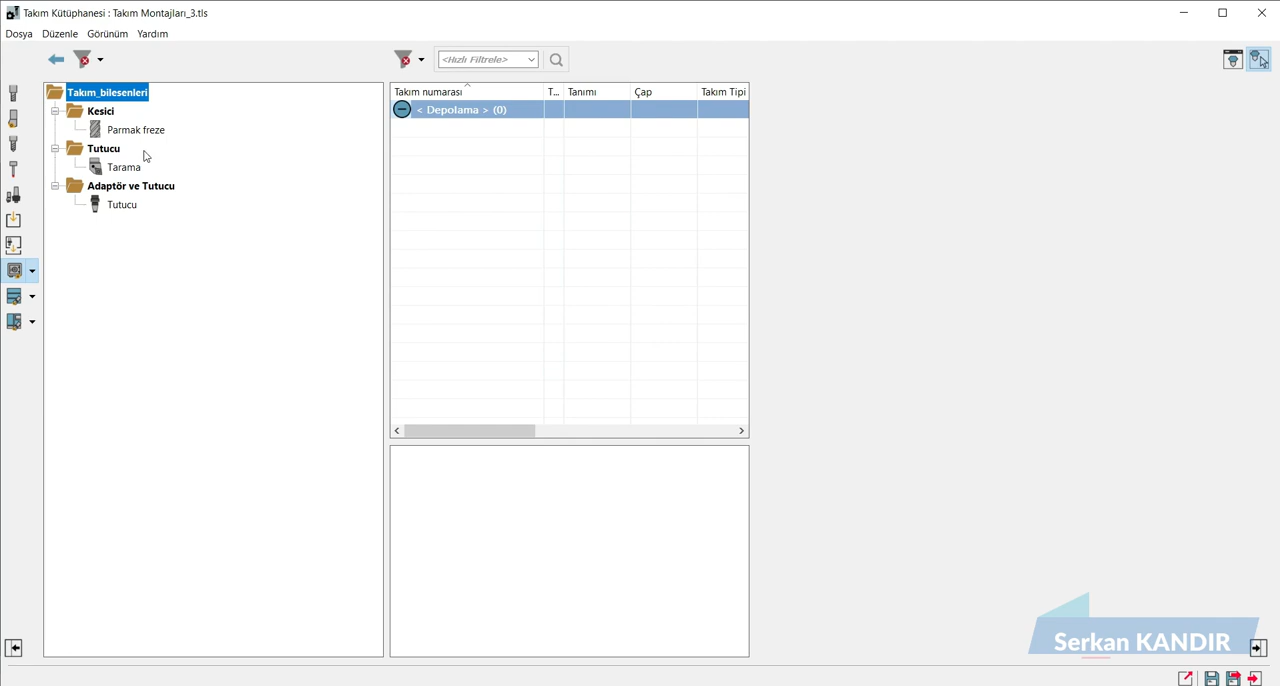 Takım Kütüphanesi : Takım Montajları_3.tls
Dosya Düzenle Görünüm Yardım
<Hızlı Filtrele>
Takım_bilesenleri
Kesici
Parmak freze
Tutucu
Tarama
Adaptör ve Tutucu
Tutucu
Takım numarası T... Tanımı Çap Takım Tipi
< Depolama > (0)
Serkan KANDIR